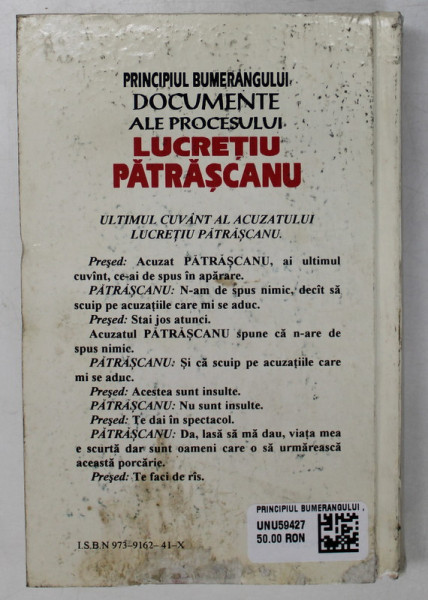 PRINCIPIUL BUMERANGULUI
DOCUMENTE
ALE PROCESULUI
LUCREȚIU
PĂTRĂȘCANU
ULTIMUL CUVÂNT AL ACUZATULUI
LUCREȚIU PĂTRĂȘCANU.
Președ: Acuzat PĂTRĂȘCANU, ai ultimul
cuvînt, ce-ai de spus în apărare.
PĂTRĂȘCANU: N-am de spus nimic, decît să
scuip pe acuzațiile care mi se aduc.
Președ: Stai jos atunci.
Acuzatul PĂTRĂȘCANU spune că n-are de
spus nimic.
PĂTRĂȘCANU: Și că scuip pe acuzațiile care
mi se aduc.
Președ: Acestea sunt insulte.
PĂTRĂȘCANU: Nu sunt insulte.
Președ: Te dai în spectacol.
PĂTRĂȘCANU: Da, lasă să mă dau, viața mea
e scurtă dar sunt oameni care o să urmărească
această porcărie.
Președ: Te faci de rîs.
I.S.B.N 973-9162-41-X
PRINCIPIUL BUMERANGULUI ,
UNU59427
50.00 RON